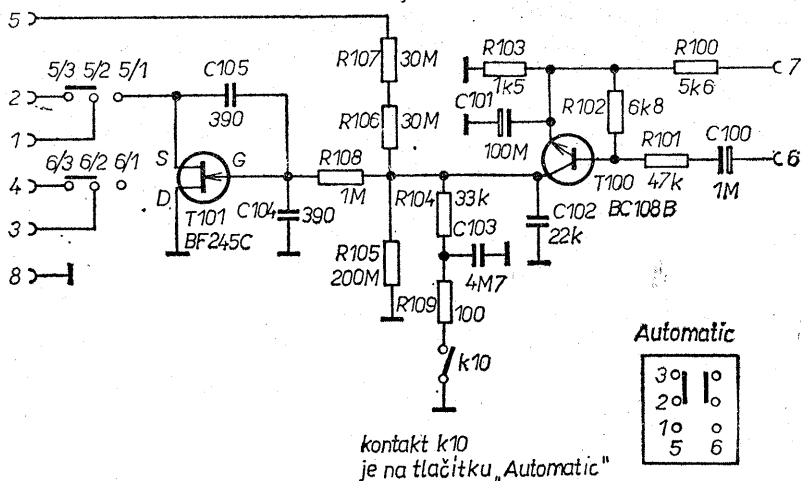 5
R107
30M
R103
1k5
R100
5k6
7
5/3 5/2 5/1
C105
390
C101
100M
R102
6k8
2
1
R106
30M
R101
47k
C100
1M
6
6/3 6/2 6/1
4
S
G
D
R108
1M
R104
33k
T100
BC108B
T101
BF245C
C104
390
C103
4M7
C102
22k
3
R105
200M
8
R109
100
k10
Automatic
3
2
1
5 6
kontakt k10
je na tlačítku „Automatic"